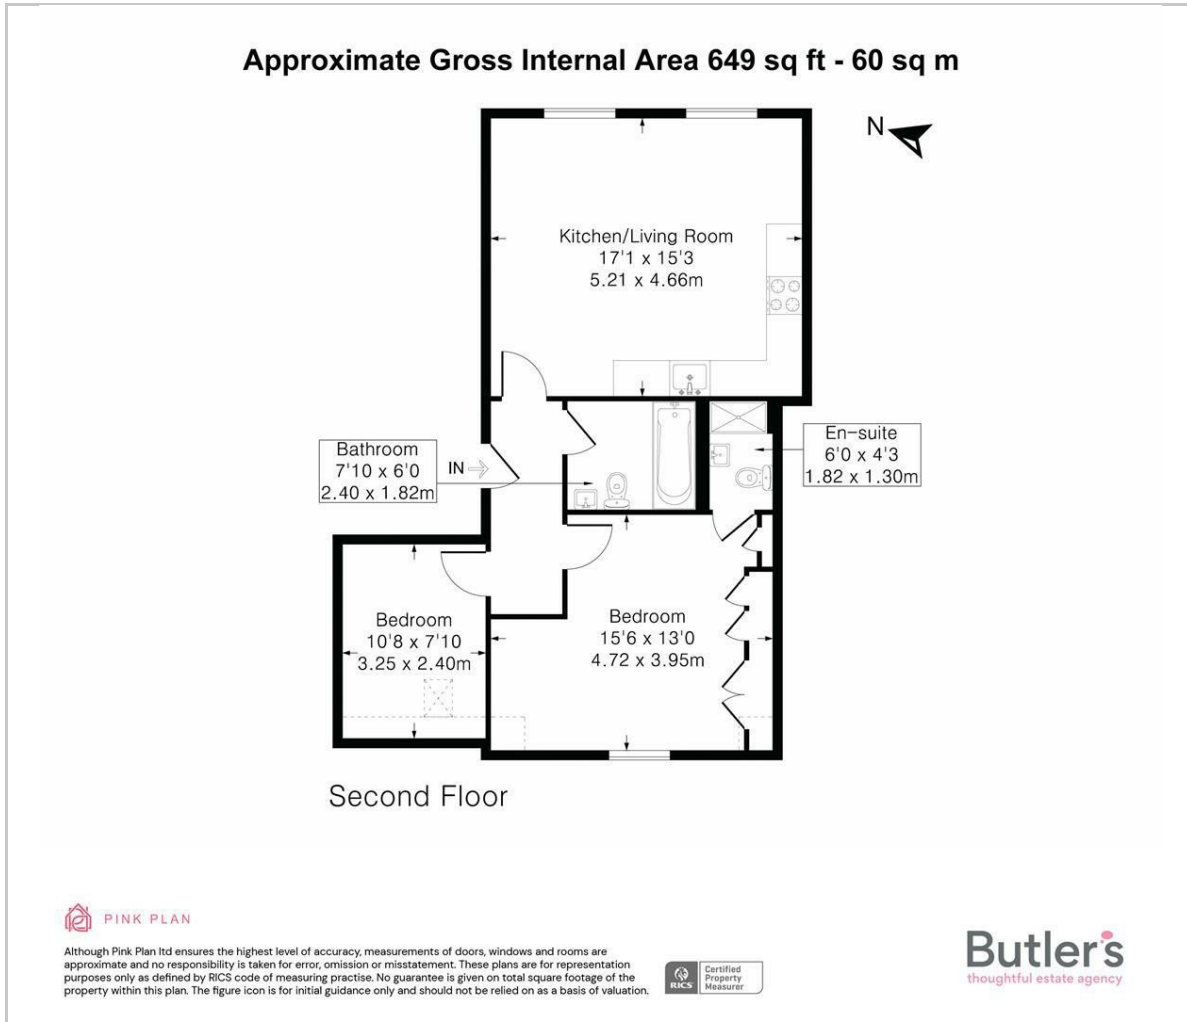 Approximate Gross Internal Area 649 sq ft - 60 sq m
N
Kitchen/Living Room
17'1 x 15'3
5.21 x 4.66m
Bathroom
7'10 x 6'0
2.40 x 1.82m
IN
En-suite
6'0 x 4'3
1.82 x 1.30m
Bedroom
10'8 x 7'10
3.25 x 2.40m
Bedroom
15'6 x 13'0
4.72 x 3.95m
Second Floor
PINK PLAN
Although Pink Plan ltd ensures the highest level of accuracy, measurements of doors, windows and rooms are
approximate and no responsibility is taken for error, omission or misstatement. These plans are for representation
purposes only as defined by RICS code of measuring practise. No guarantee is given on total square footage of the
property within this plan. The figure icon is for initial guidance only and should not be relied on as a basis of valuation.
RICS
Certified
Property
Measurer
Butler's
thoughtful estate agency